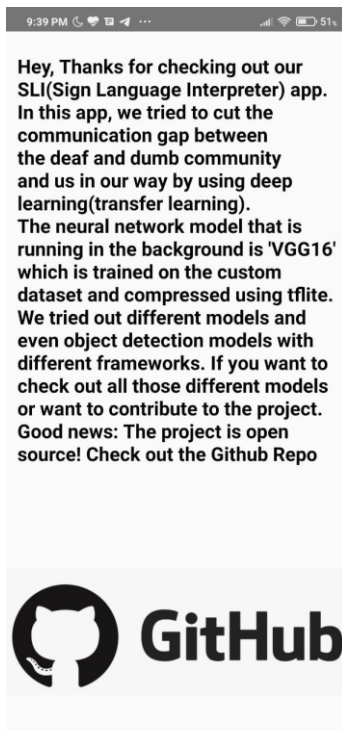 9:39 PM 51%
Hey, Thanks for checking out our
SLI(Sign Language Interpreter) app.
In this app, we tried to cut the
communication gap between
the deaf and dumb community
and us in our way by using deep
learning(transfer learning).
The neural network model that is
running in the background is 'VGG16'
which is trained on the custom
dataset and compressed using tflite.
We tried out different models and
even object detection models with
different frameworks. If you want to
check out all those different models
or want to contribute to the project.
Good news: The project is open
source! Check out the Github Repo
GitHub